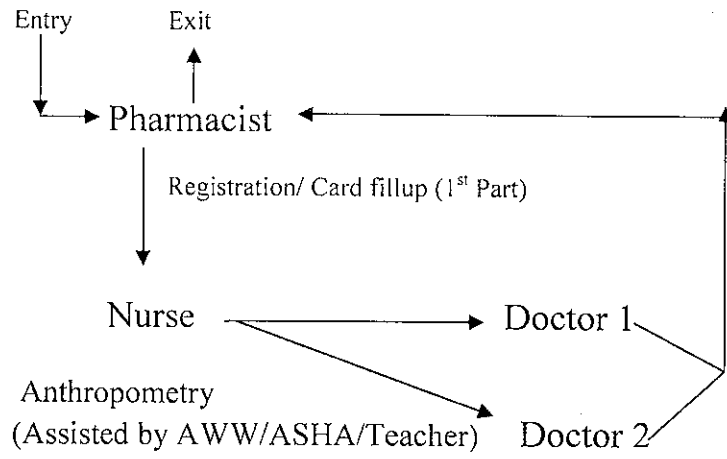 Entry Exit
Pharmacist
Registration/ Card fillup (1st Part)
Nurse Doctor 1
Anthropometry
(Assisted by AWW/ASHA/Teacher) Doctor 2